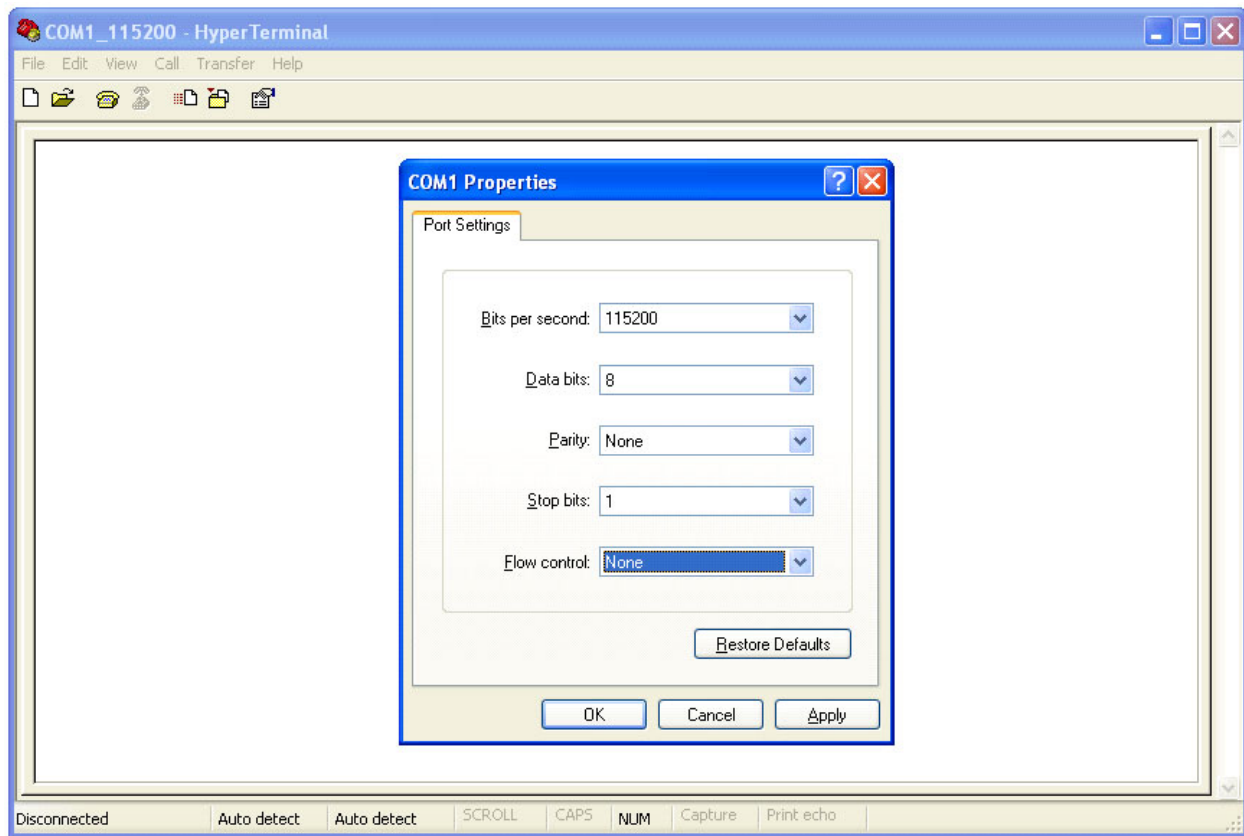 COM1_115200 - HyperTerminal
File Edit View Call Transfer Help
COM1 Properties
?
Port Settings
Bits per second: 115200
Data bits: 8
Parity: None
Stop bits: 1
Flow control: None
Restore Defaults
OK Cancel Apply
Disconnected Auto detect Auto detect SCROLL CAPS NUM Capture Print echo